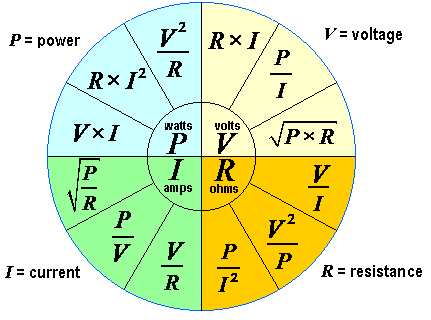 P = power
V = voltage
V²/R
R × I
R × I²
P/I
V × I
√(P × R)
watts
P
volts
V
I
amps
R
ohms
√(P/R)
V/I
P/V
V²/P
V/R
P/I²
I = current
R = resistance